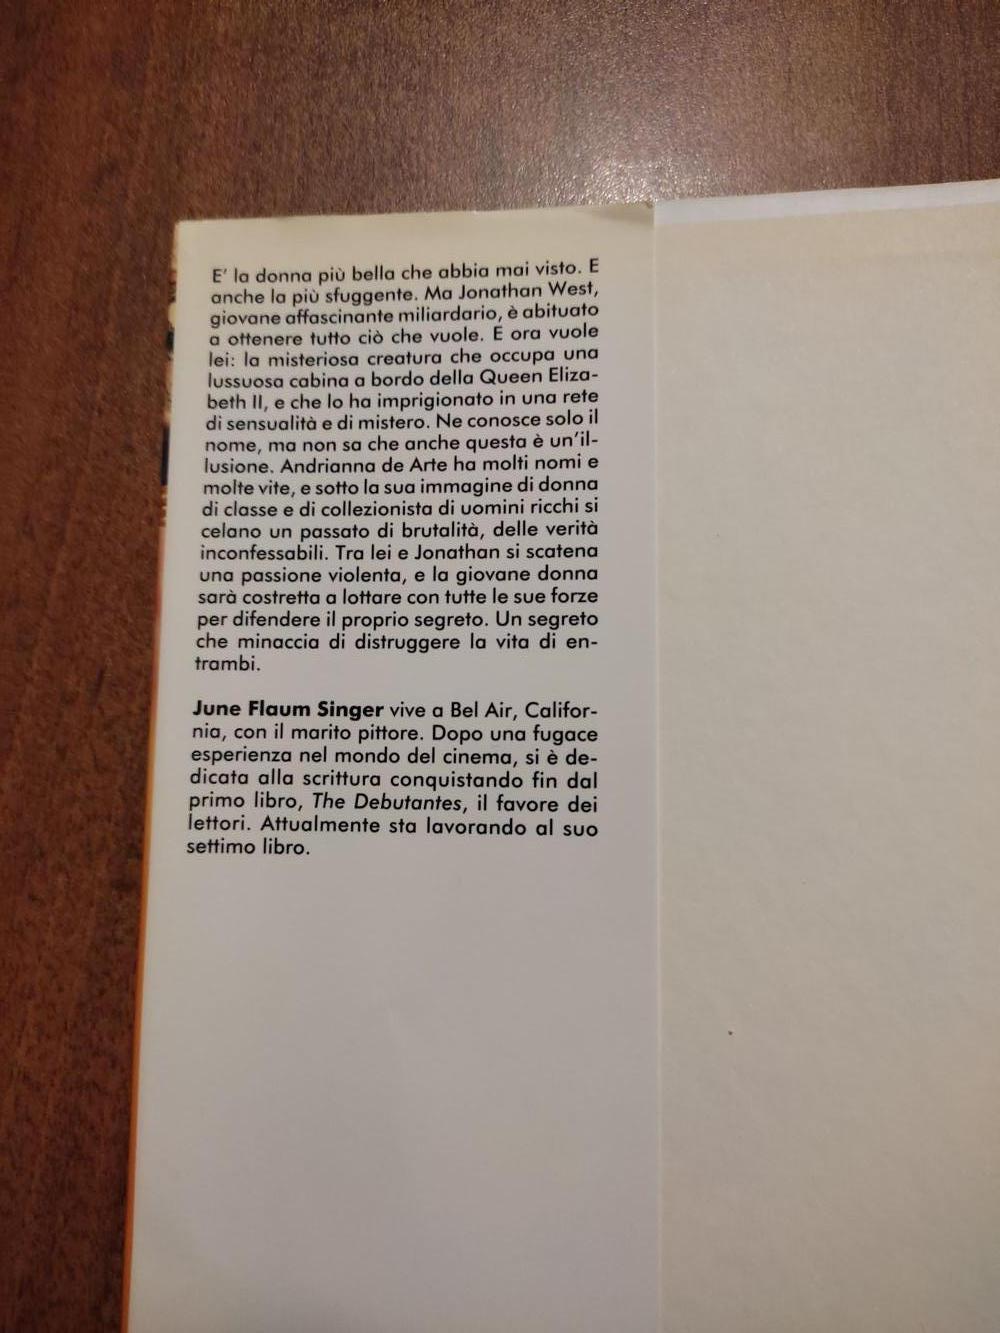 E' la donna più bella che abbia mai visto. E
anche la più sfuggente. Ma Jonathan West,
giovane affascinante miliardario, è abituato
a ottenere tutto ciò che vuole. E ora vuole
lei: la misteriosa creatura che occupa una
lussuosa cabina a bordo della Queen Eliza-
beth II, e che lo ha imprigionato in una rete
di sensualità e di mistero. Ne conosce solo il
nome, ma non sa che anche questa è un'il-
lusione. Andrianna de Arte ha molti nomi e
molte vite, e sotto la sua immagine di donna
di classe e di collezionista di uomini ricchi si
celano un passato di brutalità, delle verità
inconfessabili. Tra lei e Jonathan si scatena
una passione violenta, e la giovane donna
sarà costretta a lottare con tutte le sue forze
per difendere il proprio segreto. Un segreto
che minaccia di distruggere la vita di en-
trambi.
June Flaum Singer vive a Bel Air, Califor-
nia, con il marito pittore. Dopo una fugace
esperienza nel mondo del cinema, si è de-
dicata alla scrittura conquistando fin dal
primo libro, The Debutantes, il favore dei
lettori. Attualmente sta lavorando al suo
settimo libro.